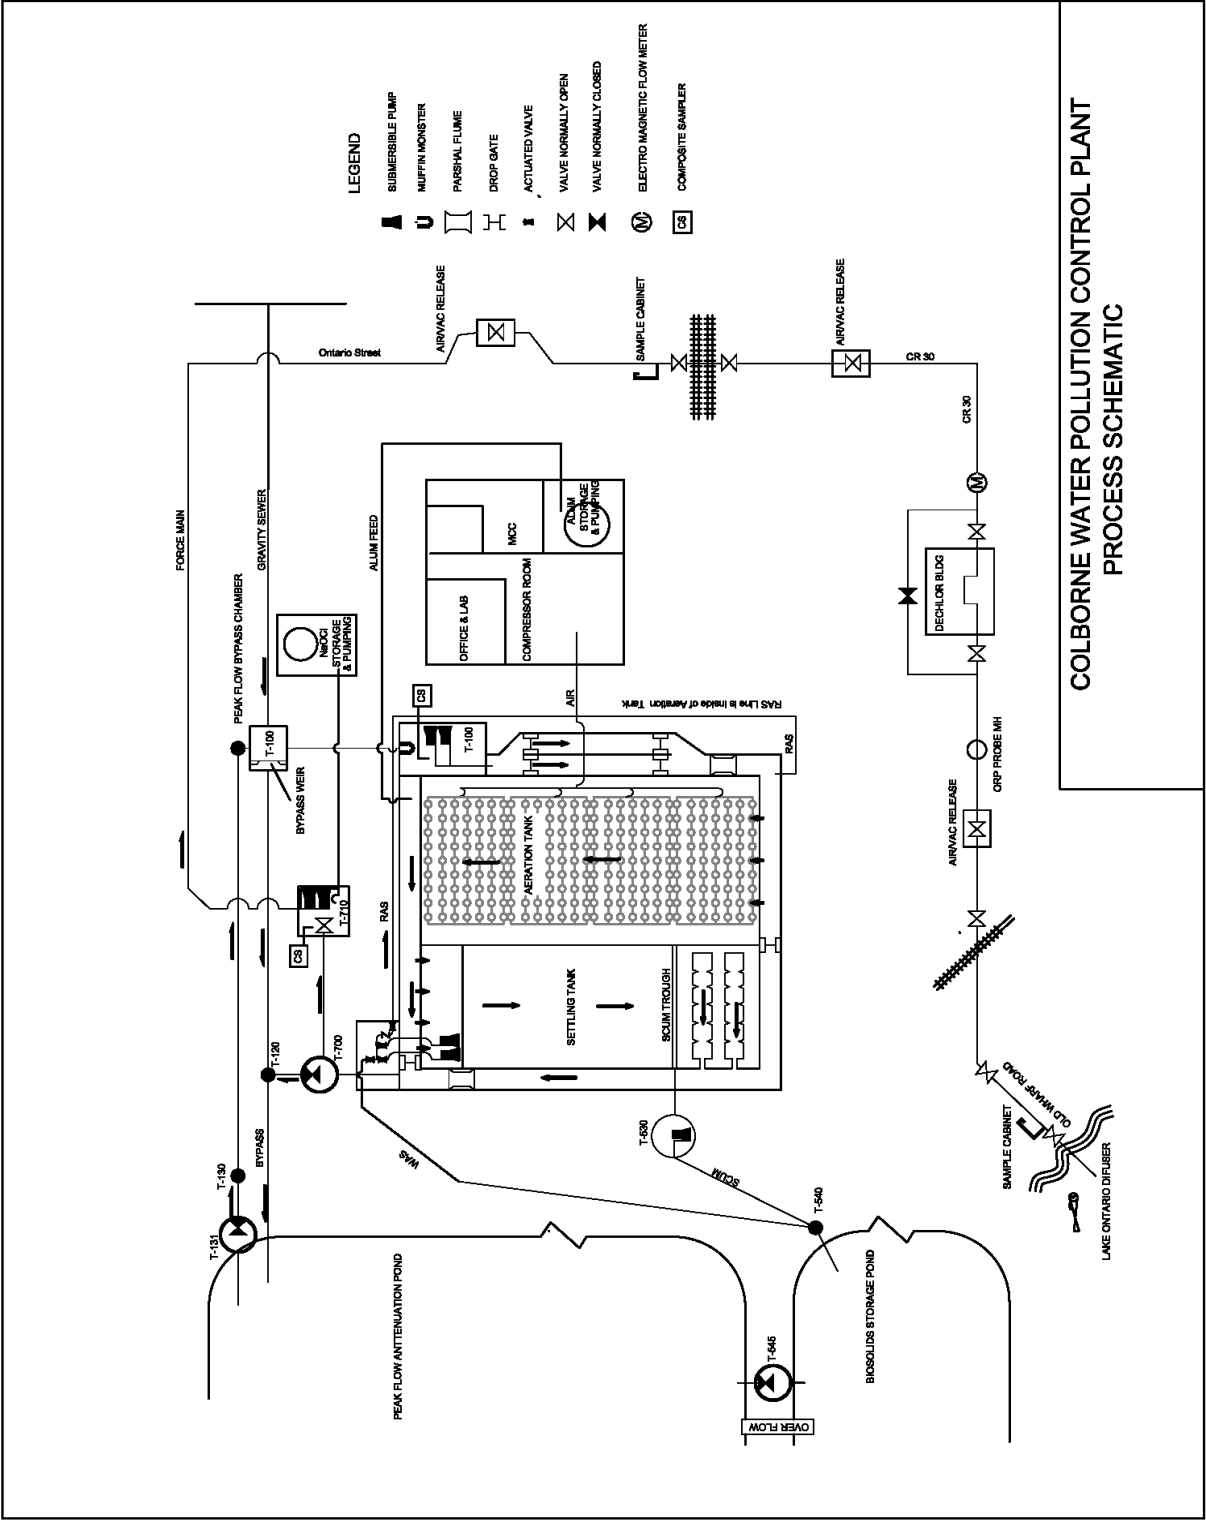 COLBORNE WATER POLLUTION CONTROL PLANT
PROCESS SCHEMATIC
LEGEND
SUBMERSIBLE PUMP
MUFFIN MONSTER
PARSHAL FLUME
DROP GATE
ACTUATED VALVE
VALVE NORMALLY OPEN
VALVE NORMALLY CLOSED
M
ELECTRO MAGNETIC FLOW METER
CS
COMPOSITE SAMPLER
FORCE MAIN
GRAVITY SEWER
Ontario Street
AIR/VAC RELEASE
SAMPLE CABINET
AIR/VAC RELEASE
CR 30
CR 30
M
DECHLOR BLDG
ORP PROBE MH
AIR/VAC RELEASE
OLD WHARF ROAD
SAMPLE CABINET
LAKE ONTARIO DIFUSER
PEAK FLOW BYPASS CHAMBER
T-100
BYPASS WEIR
NaOCl
STORAGE
& PUMPING
ALUM FEED
MCC
ALUM
STORAGE
& PUMPING
OFFICE & LAB
COMPRESSOR ROOM
AIR
RAS Line is Inside of Aeration Tank
RAS
CS
T-100
AERATION TANK
RAS
T-710
CS
T-700
T-120
BYPASS
T-130
T-131
SETTLING TANK
SCUM TROUGH
T-530
SCUM
WAS
T-540
PEAK FLOW ANTTENUATION POND
BIOSOLIDS STORAGE POND
T-545
OVER FLOW